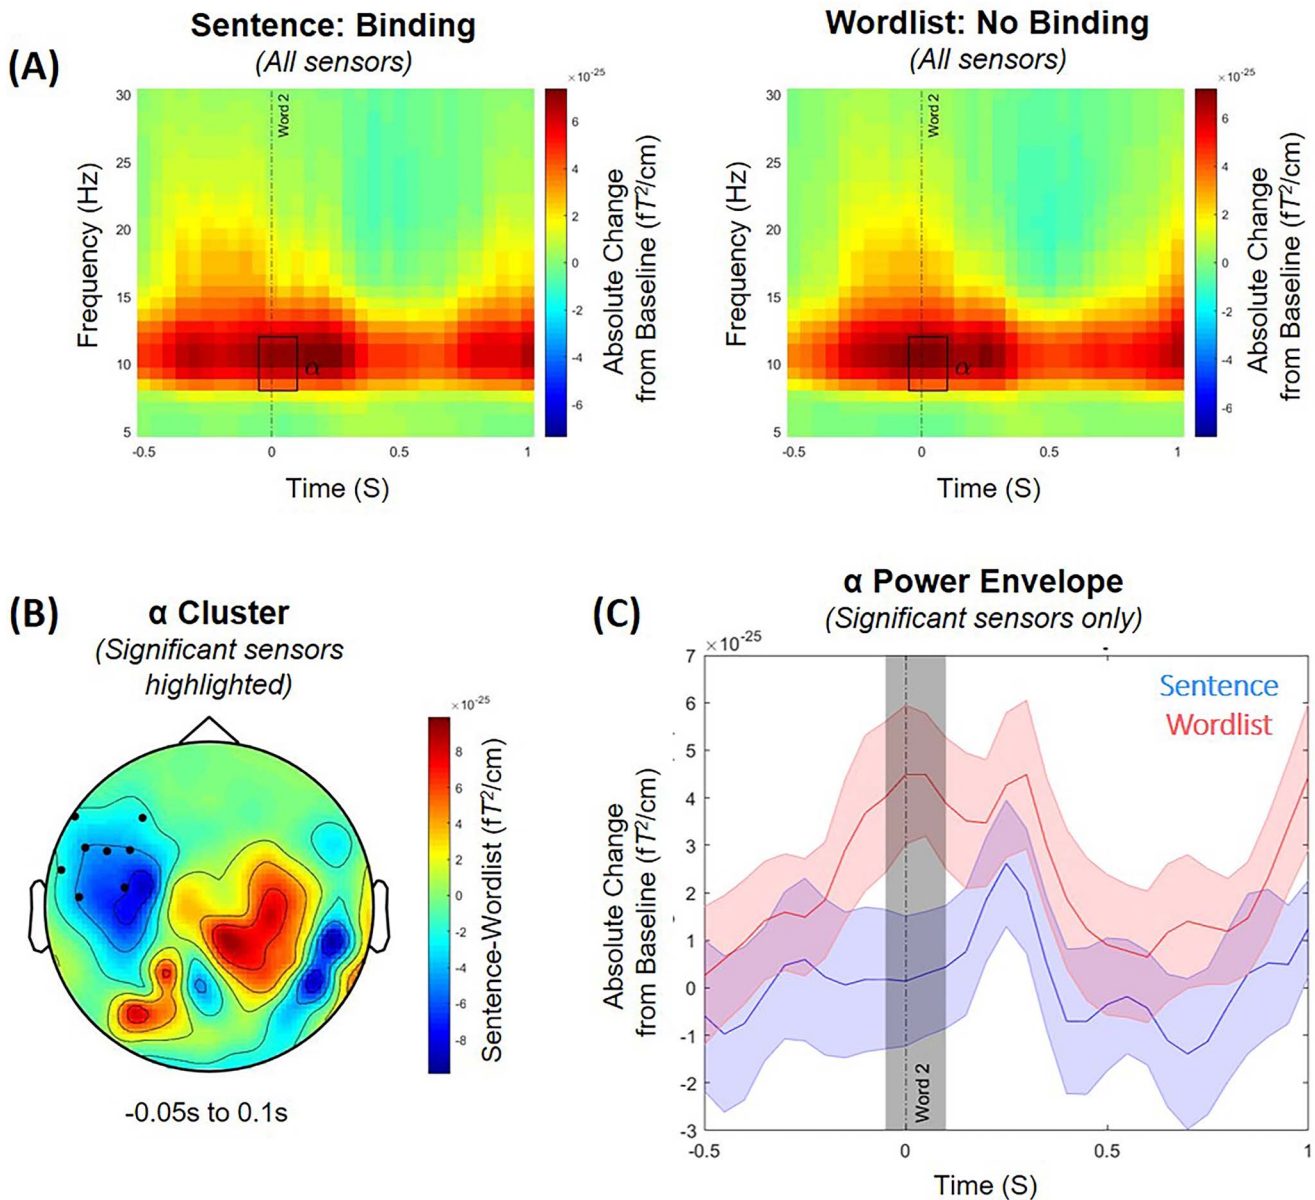 (A)
Sentence: Binding
(All sensors)
Frequency (Hz)
30
25
20
15
10
5
Word 2
α
-0.5
0
0.5
1
Time (S)
×10-25
6
4
2
0
-2
-4
-6
Absolute Change
from Baseline (fT²/cm)
Wordlist: No Binding
(All sensors)
Frequency (Hz)
30
25
20
15
10
5
Word 2
α
-0.5
0
0.5
1
Time (S)
×10-25
6
4
2
0
-2
-4
-6
Absolute Change
from Baseline (fT²/cm)
(B)
α Cluster
(Significant sensors
highlighted)
×10-25
8
6
4
2
0
-2
-4
-6
-8
Sentence-Wordlist (fT²/cm)
-0.05s to 0.1s
(C)
α Power Envelope
(Significant sensors only)
×10-25
7
6
5
4
3
2
1
0
-1
-2
-3
Absolute Change
from Baseline (fT²/cm)
Sentence
Wordlist
Word 2
-0.5
0
0.5
1
Time (S)